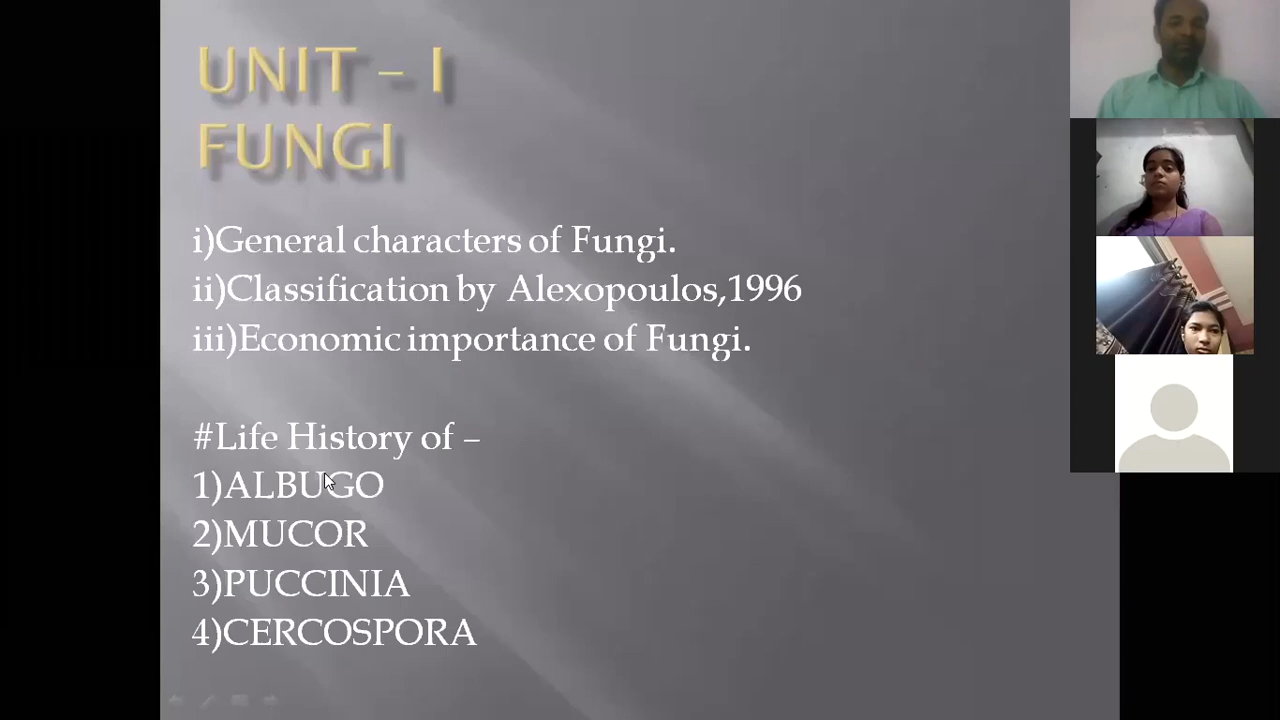 UNIT – I
FUNGI
i)General characters of Fungi.
ii)Classification by Alexopoulos,1996
iii)Economic importance of Fungi.
#Life History of –
1)ALBUGO
2)MUCOR
3)PUCCINIA
4)CERCOSPORA